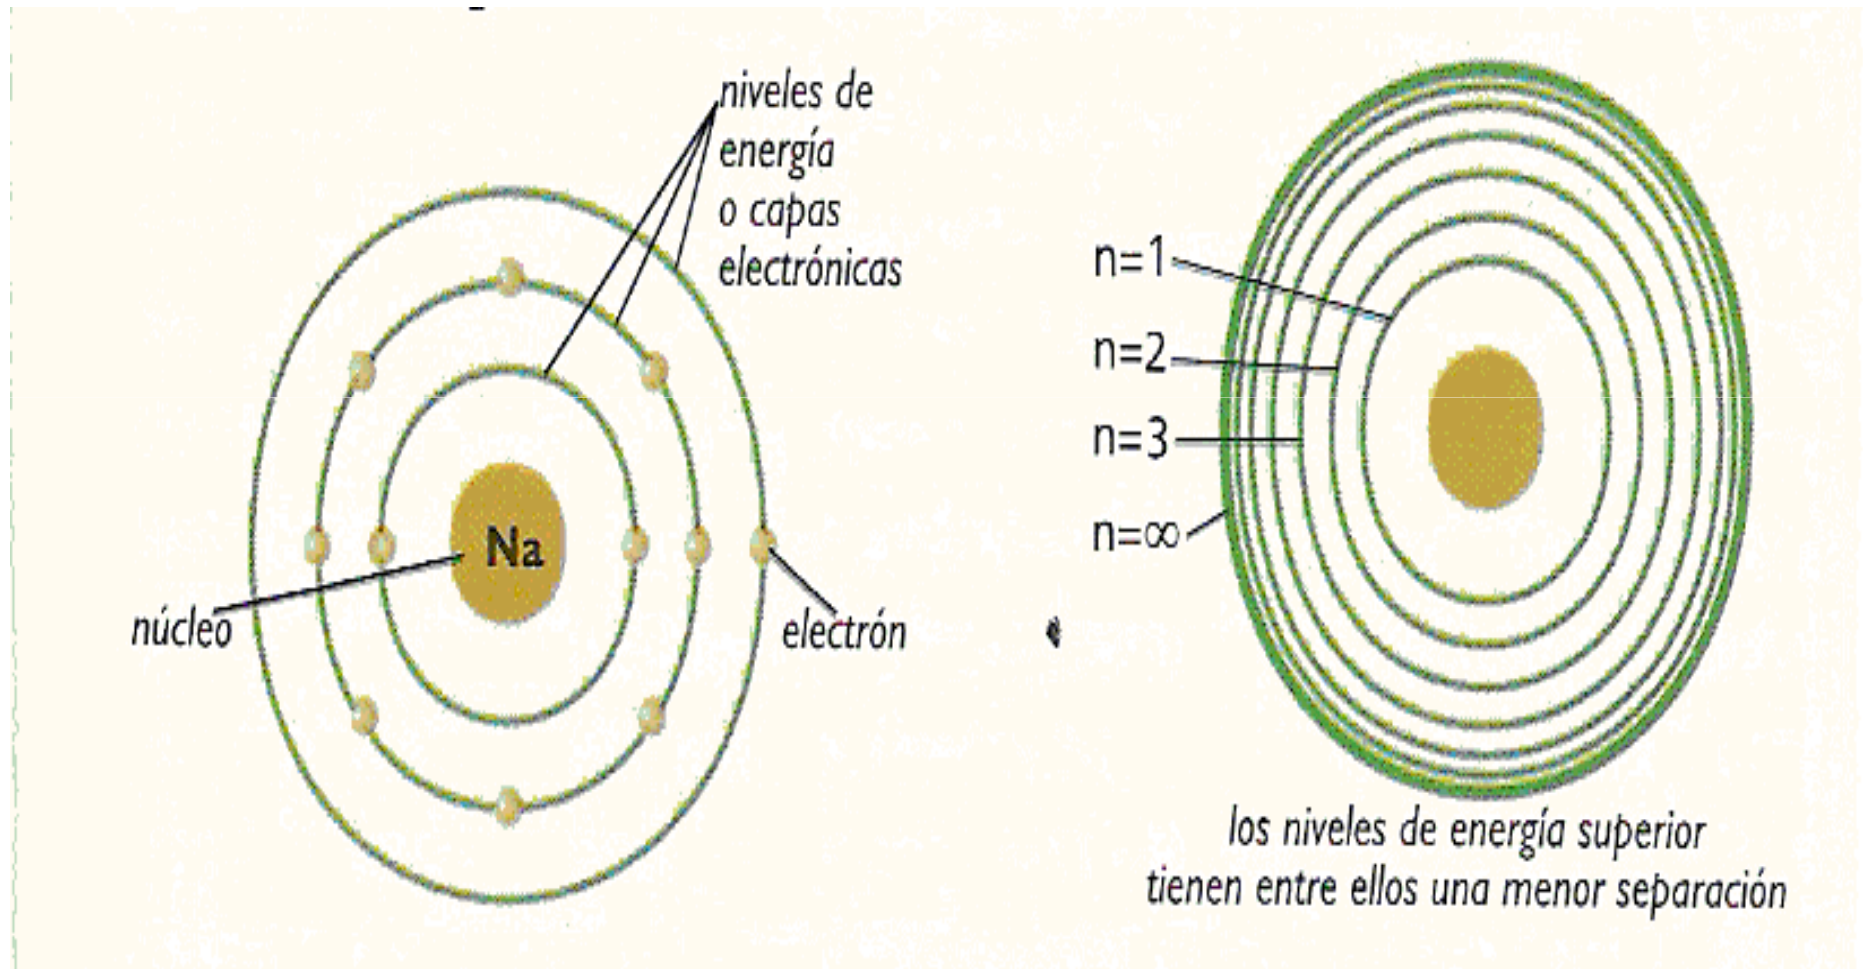 niveles de
energía
o capas
electrónicas
Na
núcleo
electrón
n=1
n=2
n=3
n=∞
los niveles de energía superior
tienen entre ellos una menor separación